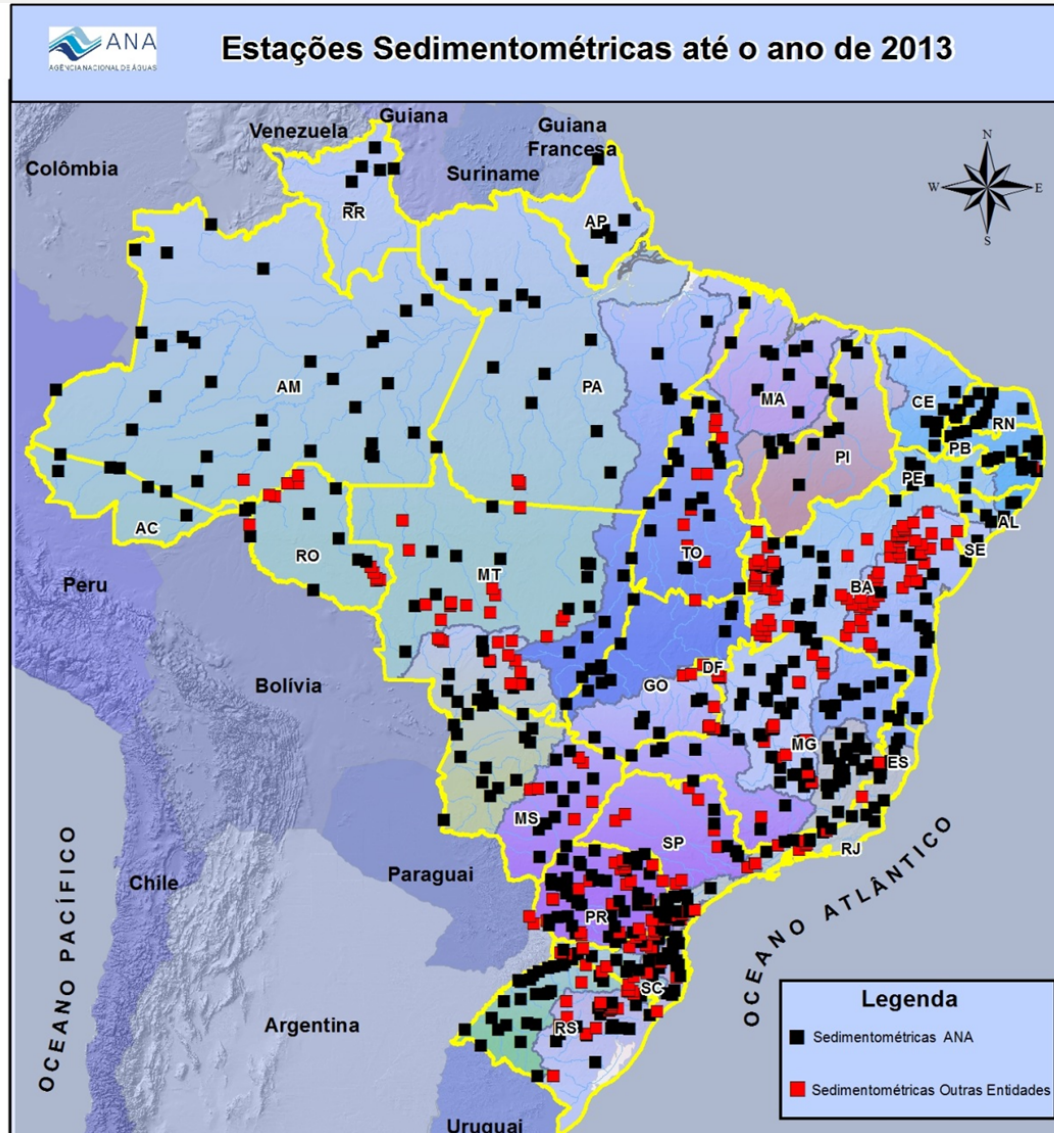 ANA
AGÊNCIA NACIONAL DE ÁGUAS
Estações Sedimentométricas até o ano de 2013
Guiana
Venezuela
Guiana
Francesa
Colômbia
Suriname
N
W
E
S
RR
AP
AM
PA
MA
CE
RN
PB
PI
PE
AL
AC
SE
RO
TO
MT
BA
Peru
DF
GO
Bolívia
MG
ES
MS
SP
RJ
Paraguai
Chile
PR
OCEANO PACÍFICO
OCEANO ATLÂNTICO
SC
RS
Argentina
Uruguai
Legenda
Sedimentométricas ANA
Sedimentométricas Outras Entidades